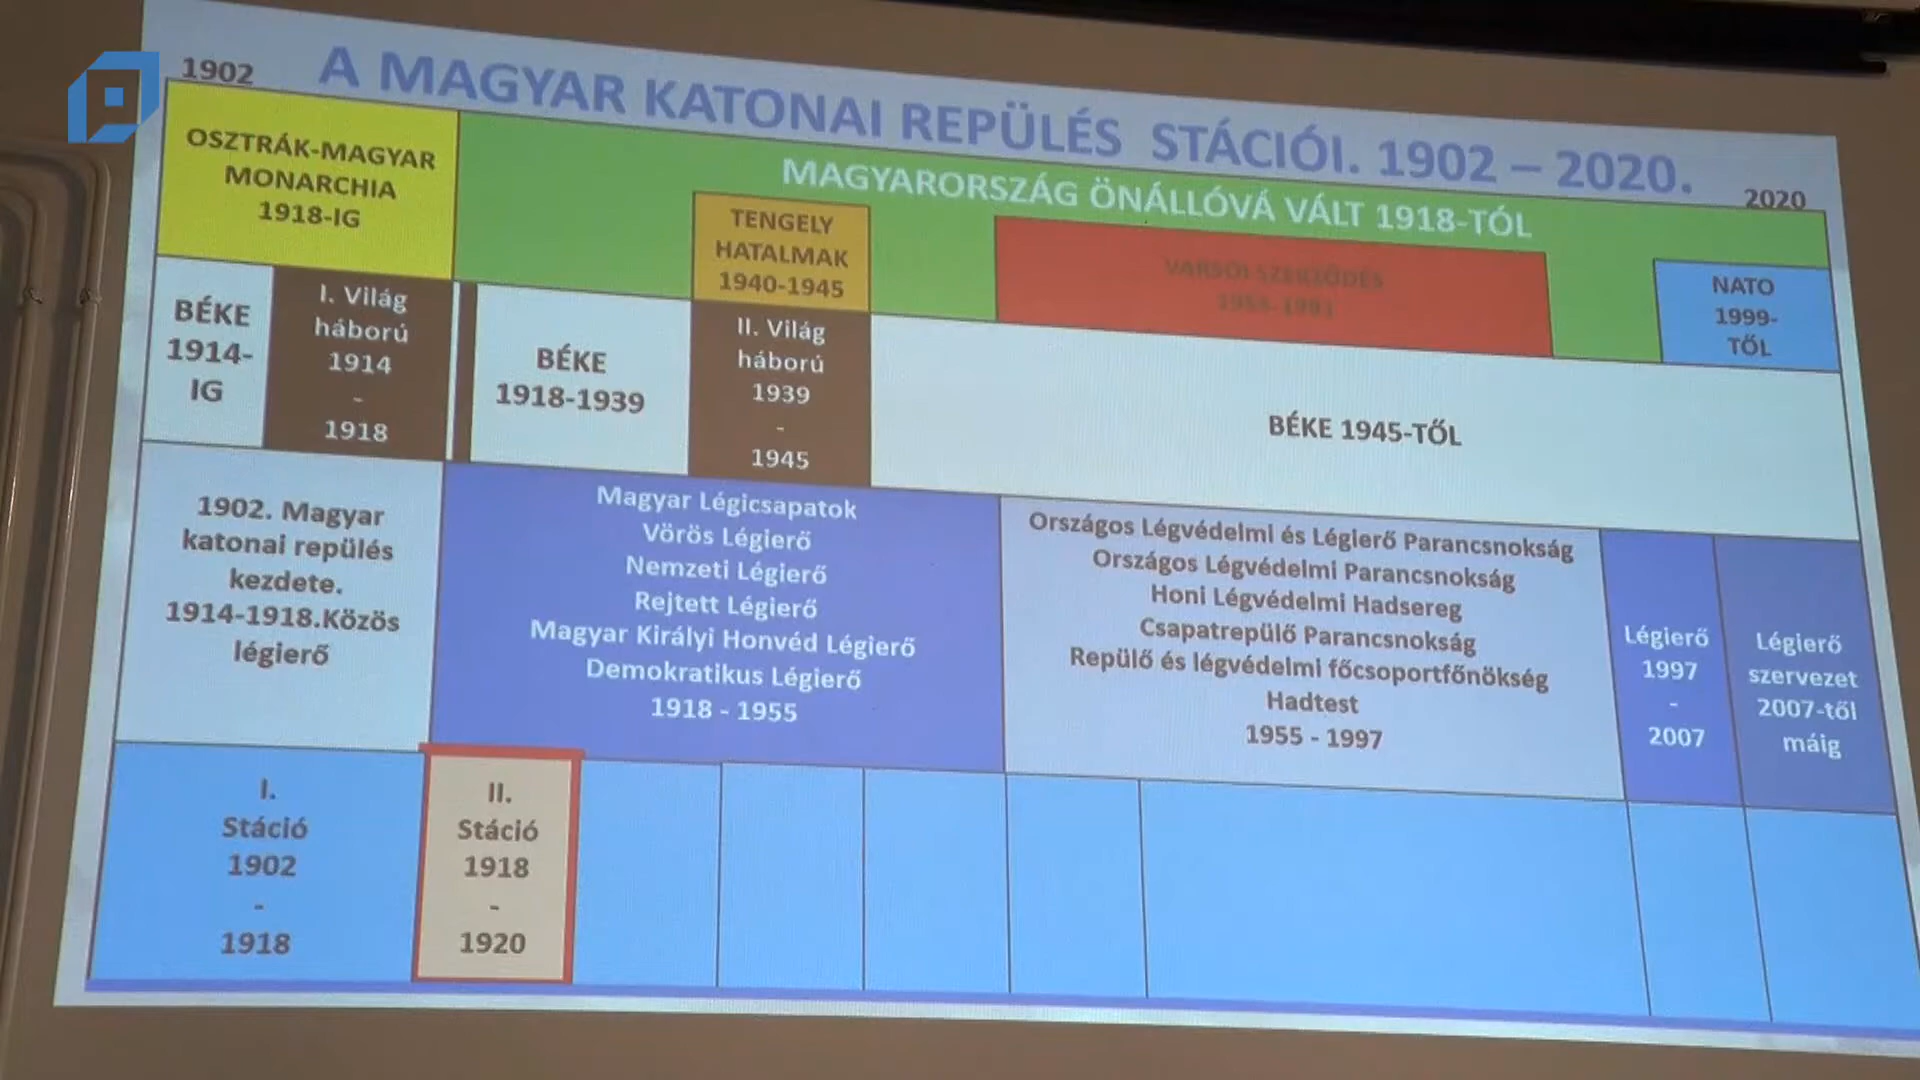 1902
A MAGYAR KATONAI REPÜLÉS STÁCIÓI. 1902 – 2020.
2020
OSZTRÁK-MAGYAR
MONARCHIA
1918-IG
MAGYARORSZÁG ÖNÁLLÓVÁ VÁLT 1918-TÓL
TENGELY
HATALMAK
1940-1945
VARSÓI SZERZŐDÉS
1955-1991
NATO
1999-
TŐL
BÉKE
1914-
IG
I. Világ
háború
1914
-
1918
BÉKE
1918-1939
II. Világ
háború
1939
-
1945
BÉKE 1945-TŐL
1902. Magyar
katonai repülés
kezdete.
1914-1918.Közös
légierő
Magyar Légicsapatok
Vörös Légierő
Nemzeti Légierő
Rejtett Légierő
Magyar Királyi Honvéd Légierő
Demokratikus Légierő
1918 - 1955
Országos Légvédelmi és Légierő Parancsnokság
Országos Légvédelmi Parancsnokság
Honi Légvédelmi Hadsereg
Csapatrepülő Parancsnokság
Repülő és légvédelmi főcsoportfőnökség
Hadtest
1955 - 1997
Légierő
1997
-
2007
Légierő
szervezet
2007-től
máig
I.
Stáció
1902
-
1918
II.
Stáció
1918
-
1920